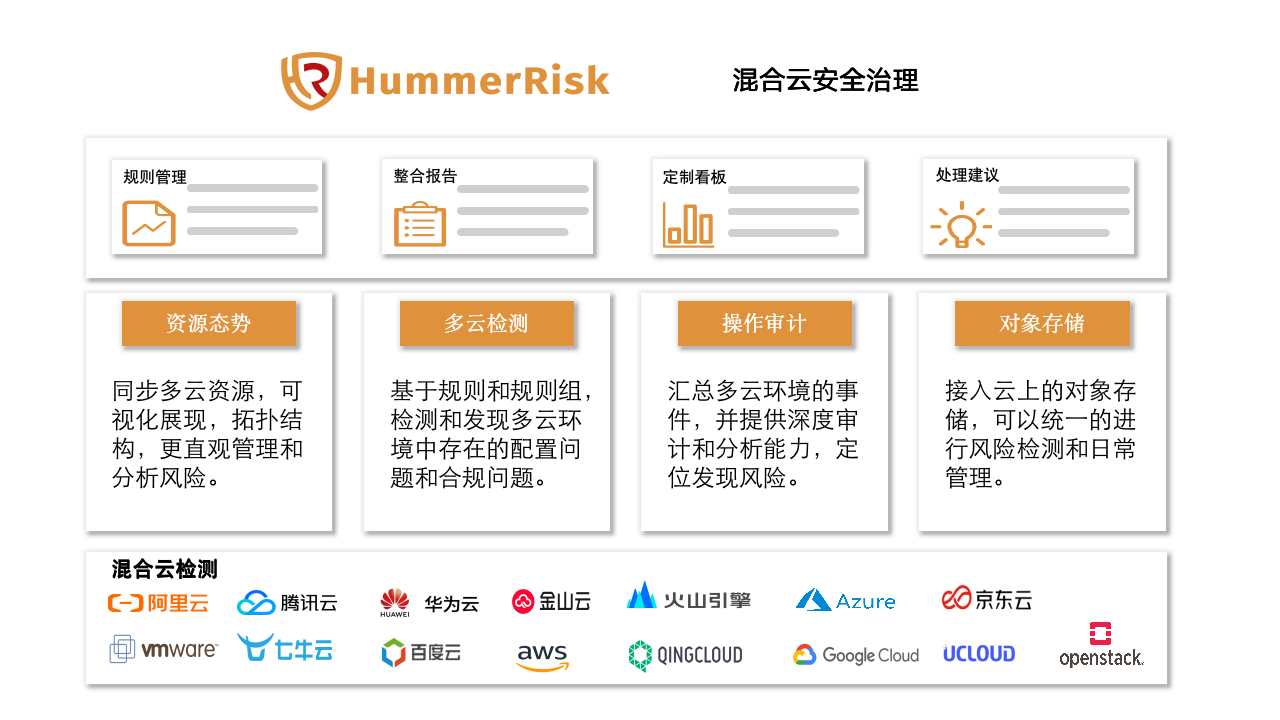 HummerRisk
混合云安全治理
规则管理
整合报告
定制看板
处理建议
资源态势
同步多云资源，可
视化展现，拓扑结
构，更直观管理和
分析风险。
多云检测
基于规则和规则组，
检测和发现多云环
境中存在的配置问
题和合规问题。
操作审计
汇总多云环境的事
件，并提供深度审
计和分析能力，定
位发现风险。
对象存储
接入云上的对象存
储，可以统一的进
行风险检测和日常
管理。
混合云检测
阿里云
腾讯云
HUAWEI
华为云
金山云
火山引擎
Azure
京东云
vmware
七牛云
百度云
aws
QINGCLOUD
Google Cloud
UCLOUD
openstack.